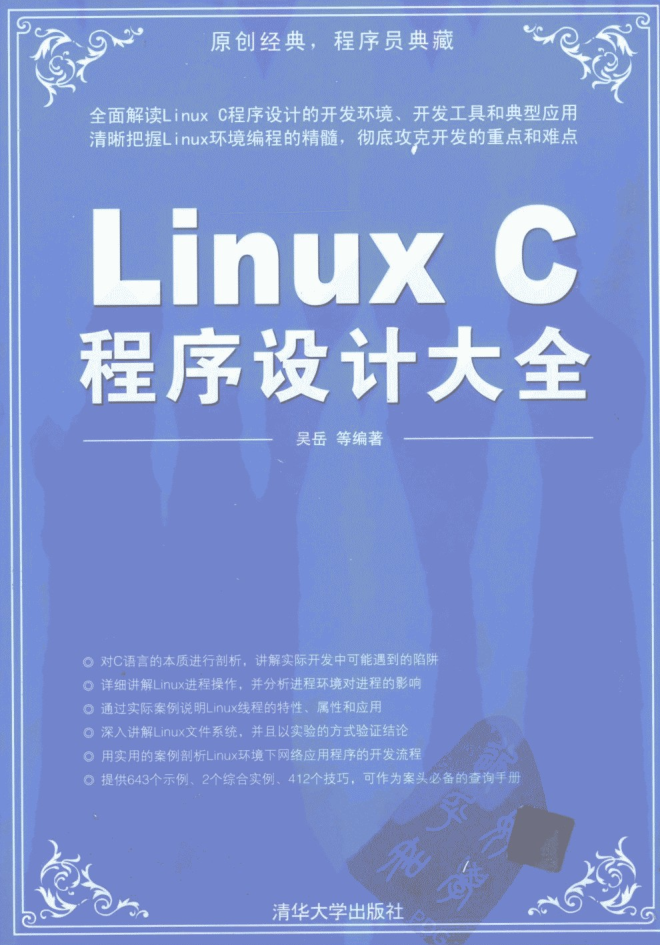 原创经典，程序员典藏
全面解读Linux C程序设计的开发环境、开发工具和典型应用
清晰把握Linux环境编程的精髓，彻底攻克开发的重点和难点
Linux C
程序设计大全
吴岳 等编著
◎ 对C语言的本质进行剖析，讲解实际开发中可能遇到的陷阱
◎ 详细讲解Linux进程操作，并分析进程环境对进程的影响
◎ 通过实际案例说明Linux线程的特性、属性和应用
◎ 深入讲解Linux文件系统，并且以实验的方式验证结论
◎ 用实用的案例剖析Linux环境下网络应用程序的开发流程
◎ 提供643个示例、2个综合实例、412个技巧，可作为案头必备的查询手册
清华大学出版社